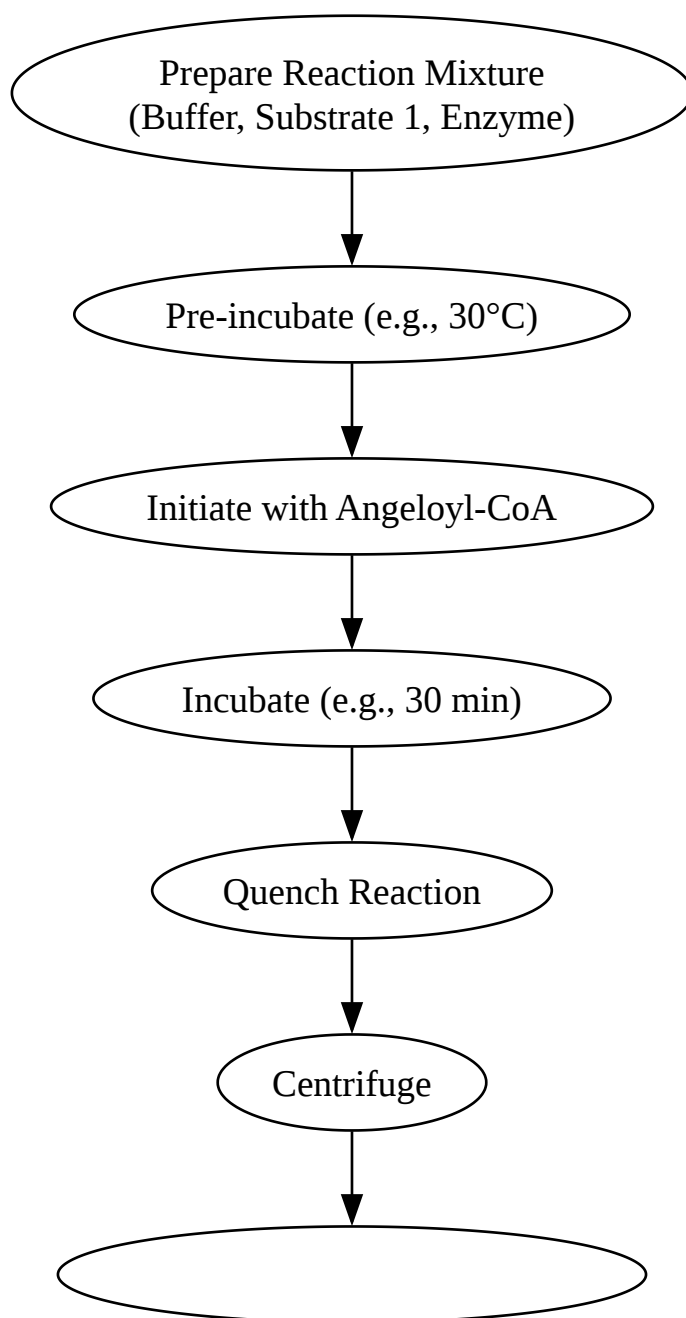 Prepare Reaction Mixture
(Buffer, Substrate 1, Enzyme)
Pre-incubate (e.g., 30°C)
Initiate with Angeloyl-CoA
Incubate (e.g., 30 min)
Quench Reaction
Centrifuge